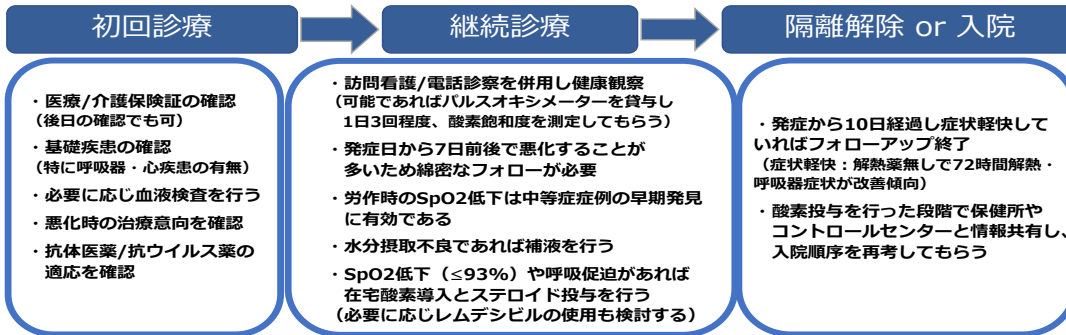 初回診療
継続診療
隔離解除 or 入院
・医療/介護保険証の確認
（後日の確認でも可）
・基礎疾患の確認
（特に呼吸器・心疾患の有無）
・必要に応じ血液検査を行う
・悪化時の治療意向を確認
・抗体医薬/抗ウイルス薬の
適応を確認
・訪問看護/電話診察を併用し健康観察
（可能であればパルスオキシメーターを貸与し
1日3回程度、酸素飽和度を測定してもらう）
・発症日から7日前後で悪化することが
多いため綿密なフォローが必要
・労作時のSpO2低下は中等症症例の早期発見
に有効である
・水分摂取不良であれば補液を行う
・SpO2低下（≤93%）や呼吸促迫があれば
在宅酸素導入とステロイド投与を行う
（必要に応じレムデシビルの使用も検討する）
・発症から10日経過し症状軽快して
いればフォローアップ終了
（症状軽快：解熱薬無しで72時間解熱・
呼吸器症状が改善傾向）
・酸素投与を行った段階で保健所や
コントロールセンターと情報共有し、
入院順序を再考してもらう